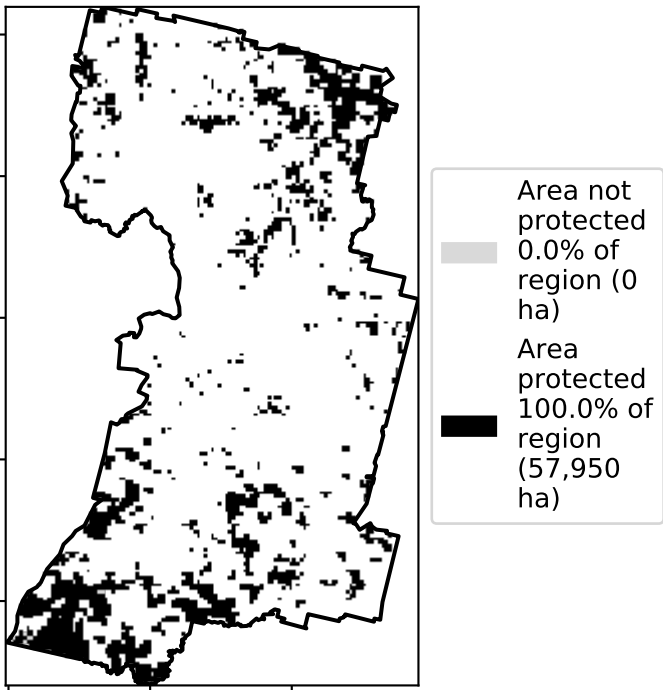 Area not
protected
0.0% of
region (0
ha)
Area
protected
100.0% of
region
(57,950
ha)